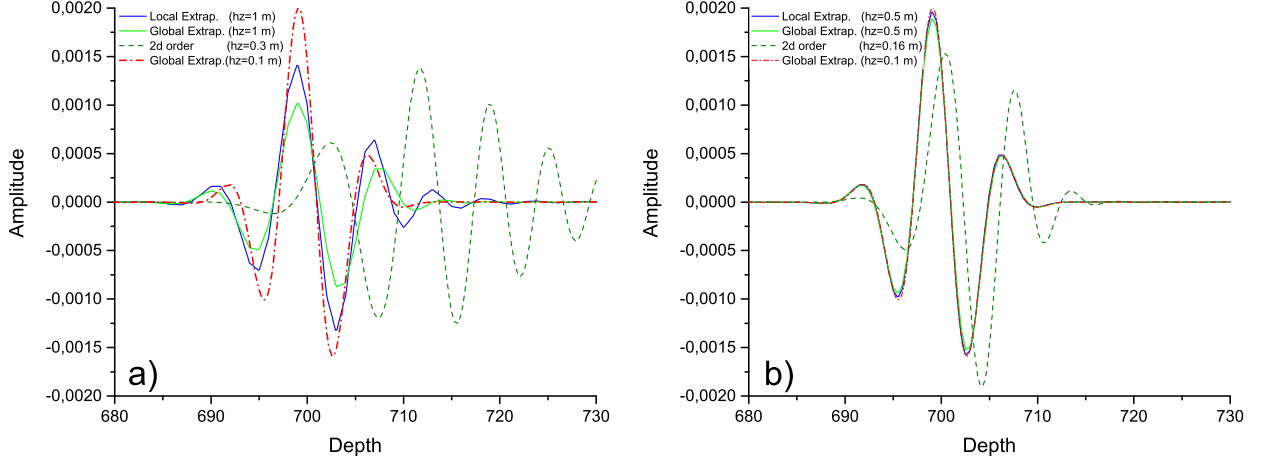 0,0020
0,0015
0,0010
0,0005
0,0000
-0,0005
-0,0010
-0,0015
-0,0020
Amplitude
Local Extrap. (hz=1 m)
Global Extrap. (hz=1 m)
2d order (hz=0.3 m)
Global Extrap.(hz=0.1 m)
a)
680 690 700 710 720 730
Depth
0,0020
0,0015
0,0010
0,0005
0,0000
-0,0005
-0,0010
-0,0015
-0,0020
Amplitude
Local Extrap. (hz=0.5 m)
Global Extrap. (hz=0.5 m)
2d order (hz=0.16 m)
Global Extrap. (hz=0.1 m)
b)
680 690 700 710 720 730
Depth